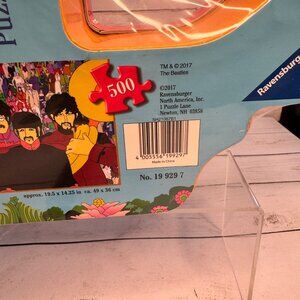 Puzz
500
TM & © 2017
The Beatles
©2017
Ravensburger
North America, Inc.
1 Puzzle Lane
Newton, NH 03858
Ravensburger
4 005556 199297
Made in China
No. 19 929 7
approx. 19.5 x 14.25 in. ca. 49 x 36 cm